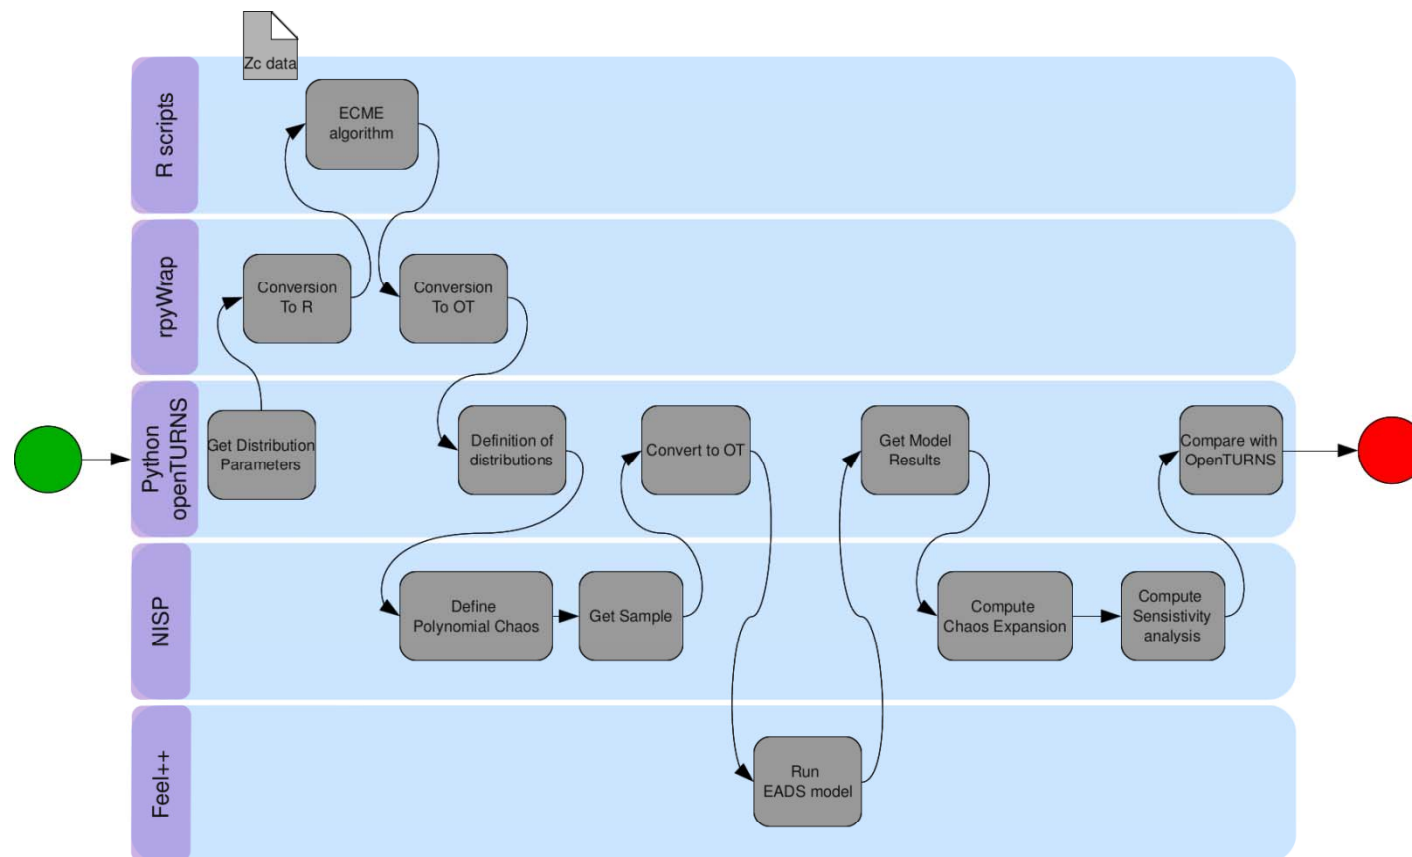 Zc data
R scripts
ECME
algorithm
rpyWrap
Conversion
To R
Conversion
To OT
Python
openTURNS
Get Distribution
Parameters
Definition of
distributions
Convert to OT
Get Model
Results
Compare with
OpenTURNS
NISP
Define
Polynomial Chaos
Get Sample
Compute
Chaos Expansion
Compute
Sensistivity
analysis
Feel++
Run
EADS model